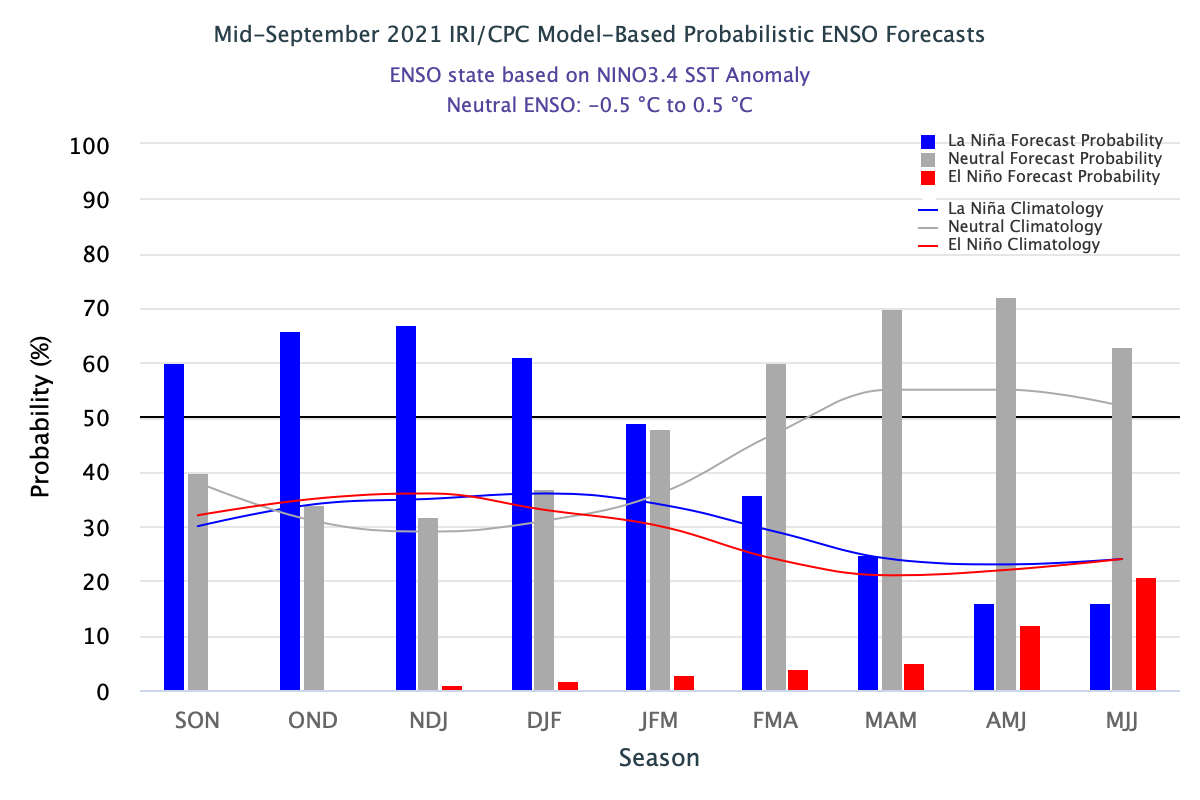 Mid-September 2021 IRI/CPC Model-Based Probabilistic ENSO Forecasts
ENSO state based on NINO3.4 SST Anomaly
Neutral ENSO: -0.5 °C to 0.5 °C
La Niña Forecast Probability
Neutral Forecast Probability
El Niño Forecast Probability
La Niña Climatology
Neutral Climatology
El Niño Climatology
Probability (%)
100
90
80
70
60
50
40
30
20
10
0
SON OND NDJ DJF JFM FMA MAM AMJ MJJ
Season